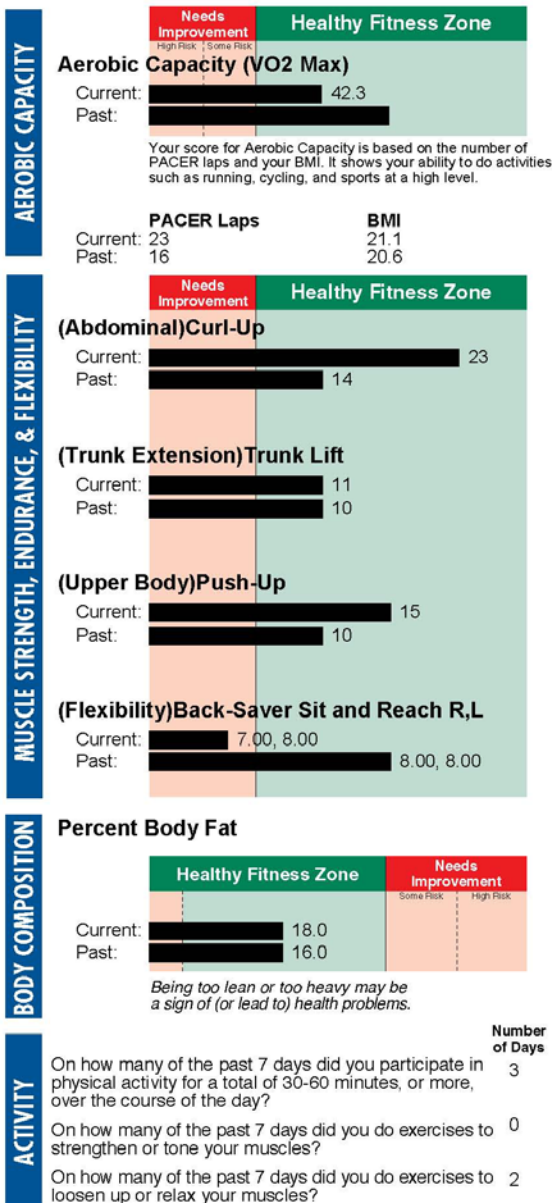 AEROBIC CAPACITY
Needs
Improvement
Healthy Fitness Zone
High Risk Some Risk
Aerobic Capacity (VO2 Max)
Current: 42.3
Past:
Your score for Aerobic Capacity is based on the number of
PACER laps and your BMI. It shows your ability to do activities
such as running, cycling, and sports at a high level.
PACER Laps BMI
Current: 23 21.1
Past: 16 20.6
MUSCLE STRENGTH, ENDURANCE, & FLEXIBILITY
Needs
Improvement
Healthy Fitness Zone
(Abdominal)Curl-Up
Current: 23
Past: 14
(Trunk Extension)Trunk Lift
Current: 11
Past: 10
(Upper Body)Push-Up
Current: 15
Past: 10
(Flexibility)Back-Saver Sit and Reach R,L
Current: 7.00, 8.00
Past: 8.00, 8.00
BODY COMPOSITION
Percent Body Fat
Healthy Fitness Zone
Needs
Improvement
Some Risk High Risk
Current: 18.0
Past: 16.0
Being too lean or too heavy may be
a sign of (or lead to) health problems.
ACTIVITY
Number
of Days
On how many of the past 7 days did you participate in 3
physical activity for a total of 30-60 minutes, or more,
over the course of the day?
On how many of the past 7 days did you do exercises to 0
strengthen or tone your muscles?
On how many of the past 7 days did you do exercises to 2
loosen up or relax your muscles?